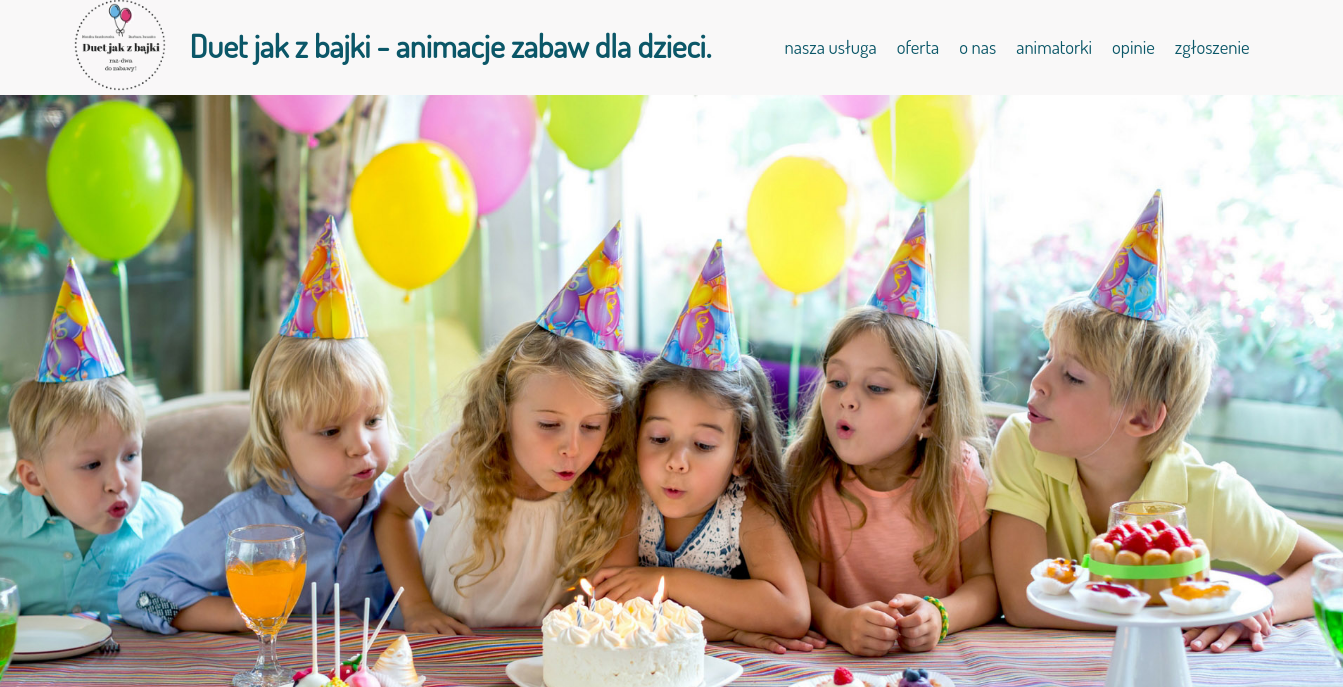 Duet jak z bajki
raz-dwa
do zabawy!
Duet jak z bajki - animacje zabaw dla dzieci.
nasza usługa
oferta
o nas
animatorki
opinie
zgłoszenie